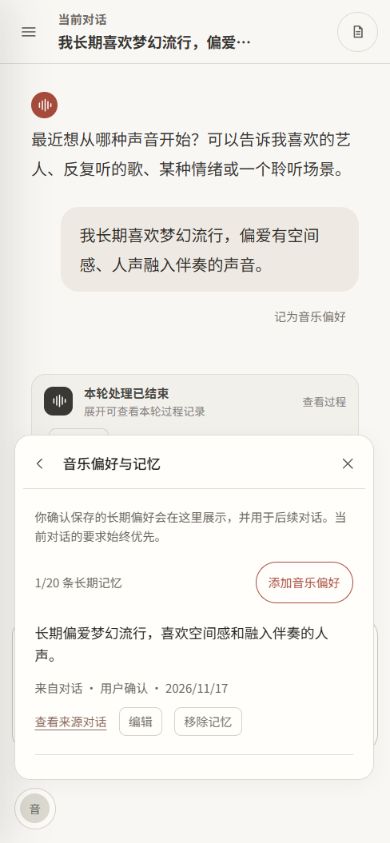 当前对话
我长期喜欢梦幻流行，偏爱…
最近想从哪种声音开始？可以告诉我喜欢的艺
人、反复听的歌、某种情绪或一个聆听场景。
我长期喜欢梦幻流行，偏爱有空间
感、人声融入伴奏的声音。
记为音乐偏好
本轮处理已结束
展开可查看本轮过程记录
查看过程
音乐偏好与记忆
你确认保存的长期偏好会在这里展示，并用于后续对话。当
前对话的要求始终优先。
1/20 条长期记忆
添加音乐偏好
长期偏爱梦幻流行，喜欢空间感和融入伴奏的人
声。
来自对话 · 用户确认 · 2026/11/17
查看来源对话
编辑
移除记忆
音